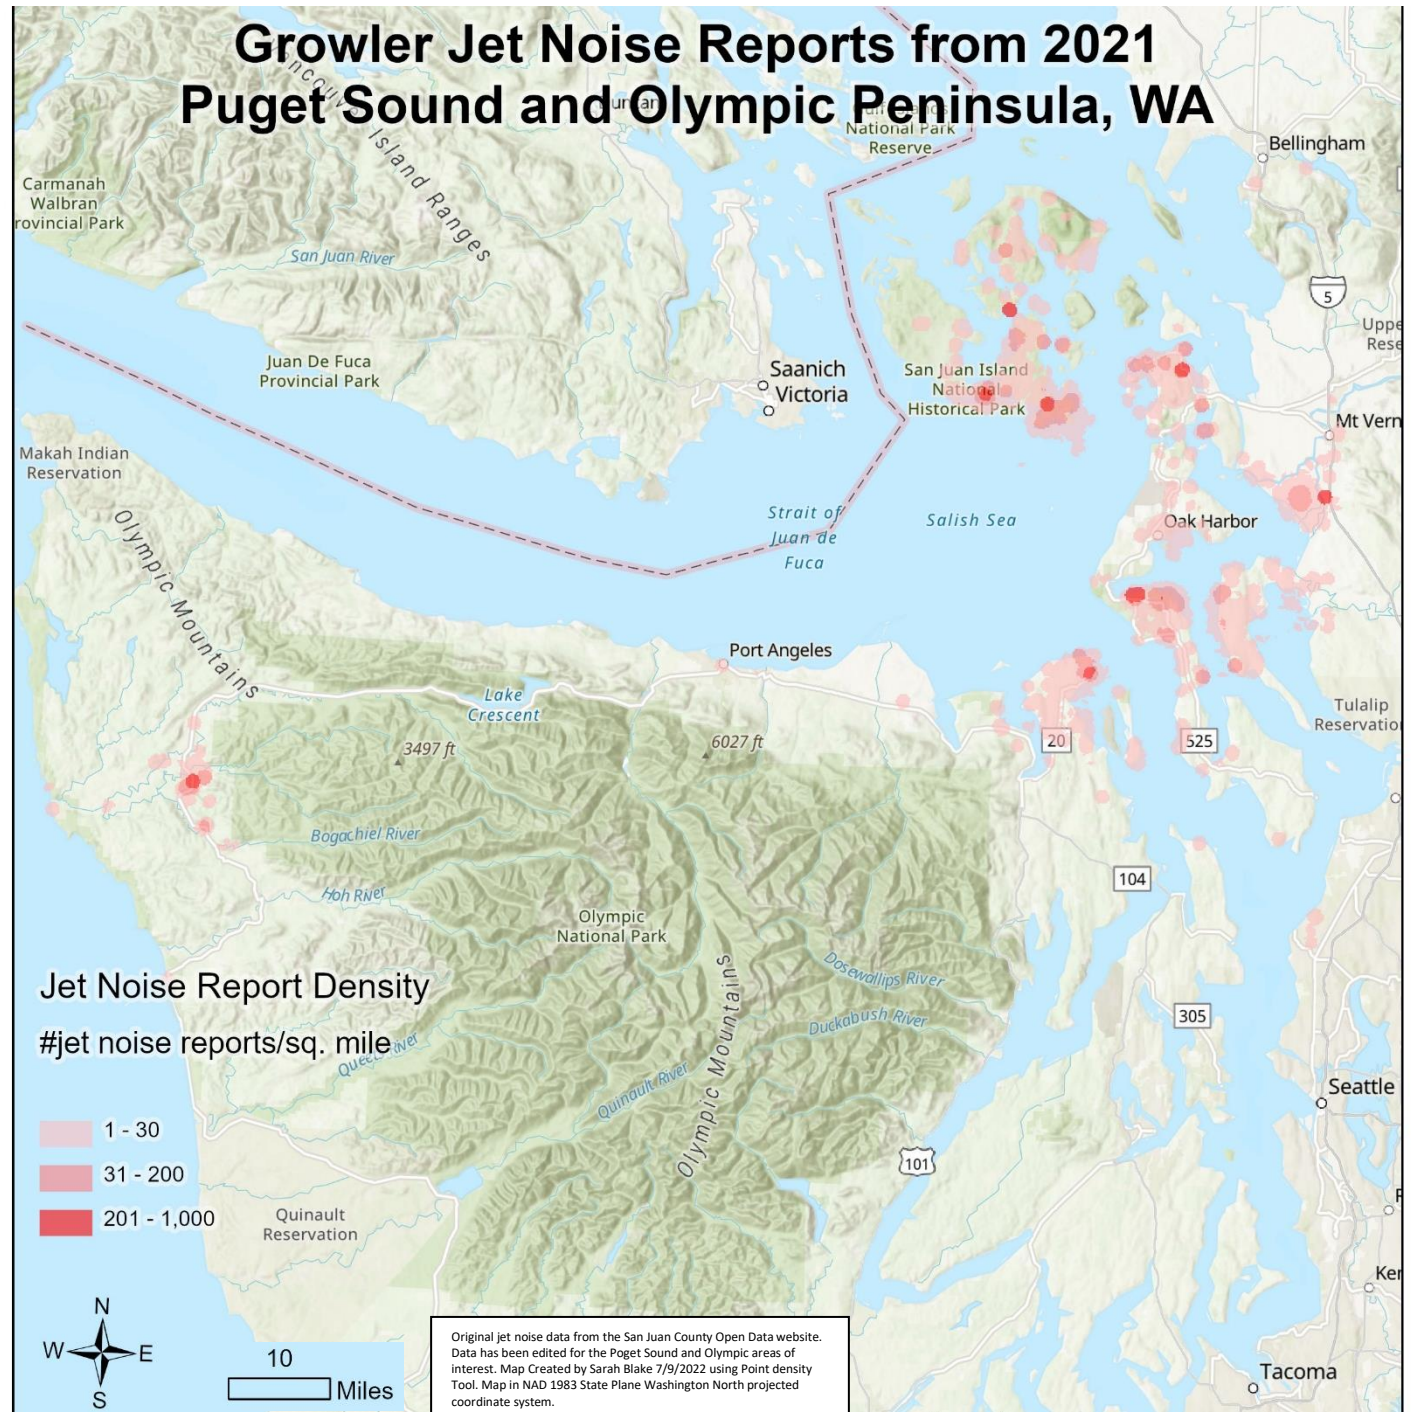 Growler Jet Noise Reports from 2021
Puget Sound and Olympic Peninsula, WA
Duncan
National Park
Reserve
Bellingham
Carmanah
Walbran
rovincial Park
Island Ranges
San Juan River
5
Uppe
Rese
Juan De Fuca
Provincial Park
Saanich
Victoria
San Juan Island
National
Historical Park
Mt Vern
Makah Indian
Reservation
Strait of
Juan de
Fuca
Salish Sea
Oak Harbor
Olympic Mountains
Port Angeles
Lake
Crescent
Tulalip
Reservatio
3497 ft
6027 ft
20
525
Bogachiel River
Hoh River
104
Olympic
National Park
Dosewallips River
Duckabush River
305
Jet Noise Report Density
#jet noise reports/sq. mile
Queets River
Quinault River
Olympic Mountains
Seattle
1 - 30
31 - 200
201 - 1,000
101
Quinault
Reservation
Ker
N
W
E
S
10
Miles
Original jet noise data from the San Juan County Open Data website.
Data has been edited for the Poget Sound and Olympic areas of
interest. Map Created by Sarah Blake 7/9/2022 using Point density
Tool. Map in NAD 1983 State Plane Washington North projected
coordinate system.
Tacoma